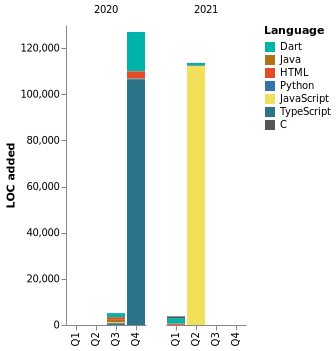 2020
2021
LOC added
120,000
100,000
80,000
60,000
40,000
20,000
0
Q1
Q2
Q3
Q4
Q1
Q2
Q3
Q4
Language
Dart
Java
HTML
Python
JavaScript
TypeScript
C